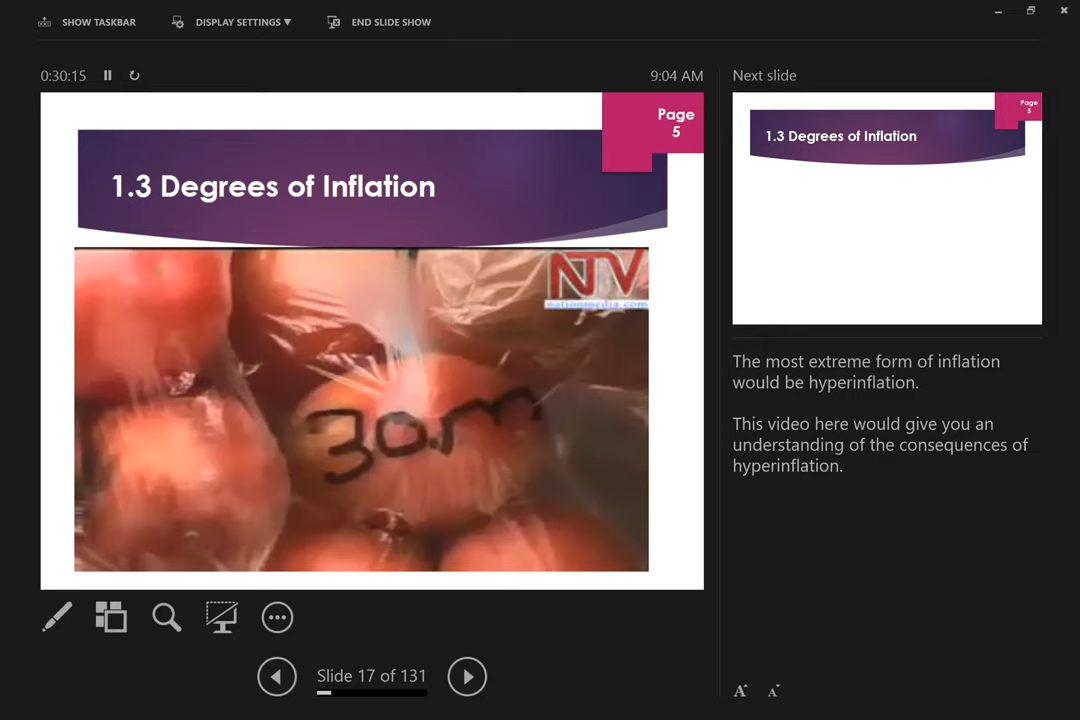 SHOW TASKBAR
DISPLAY SETTINGS ▼
END SLIDE SHOW
0:30:15
9:04 AM
Next slide
Page
5
1.3 Degrees of Inflation
NTV
nationmedia.com
30.m
Page
5
1.3 Degrees of Inflation
The most extreme form of inflation
would be hyperinflation.
This video here would give you an
understanding of the consequences of
hyperinflation.
Slide 17 of 131
A A